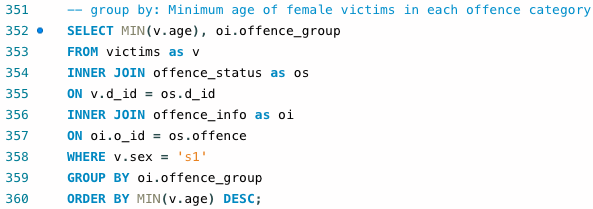 351 -- group by: Minimum age of female victims in each offence category
352 SELECT MIN(v.age), oi.offence_group
353 FROM victims as v
354 INNER JOIN offence_status as os
355 ON v.d_id = os.d_id
356 INNER JOIN offence_info as oi
357 ON oi.o_id = os.offence
358 WHERE v.sex = 's1'
359 GROUP BY oi.offence_group
360 ORDER BY MIN(v.age) DESC;